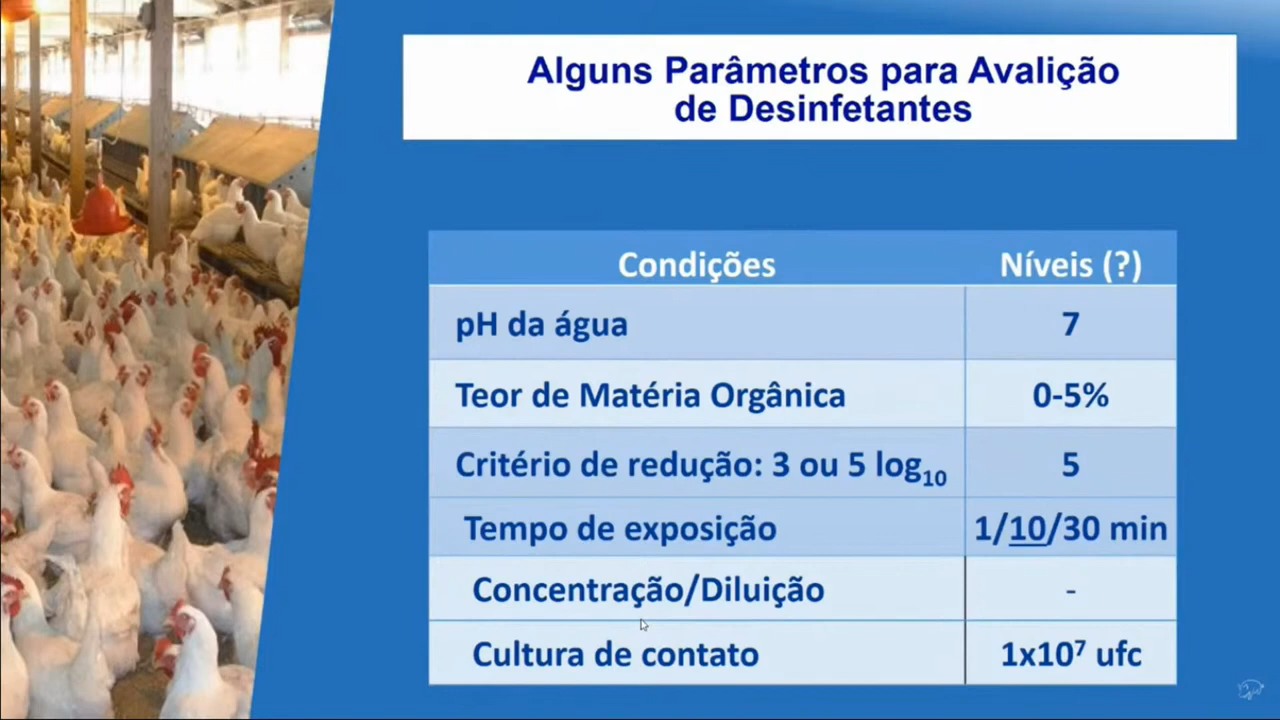 Alguns Parâmetros para Avalição
de Desinfetantes
Condições Níveis (?)
pH da água 7
Teor de Matéria Orgânica 0-5%
Critério de redução: 3 ou 5 log₁₀ 5
Tempo de exposição 1/10/30 min
Concentração/Diluição -
Cultura de contato 1x10⁷ ufc